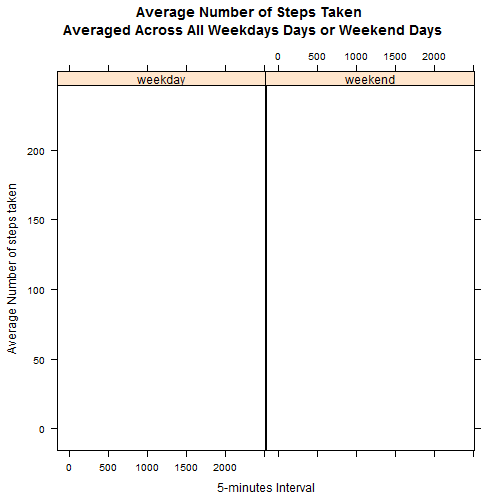 Average Number of Steps Taken
Averaged Across All Weekdays Days or Weekend Days
0 500 1000 1500 2000
weekday weekend
200
150
100
50
0
Average Number of steps taken
0 500 1000 1500 2000
5-minutes Interval